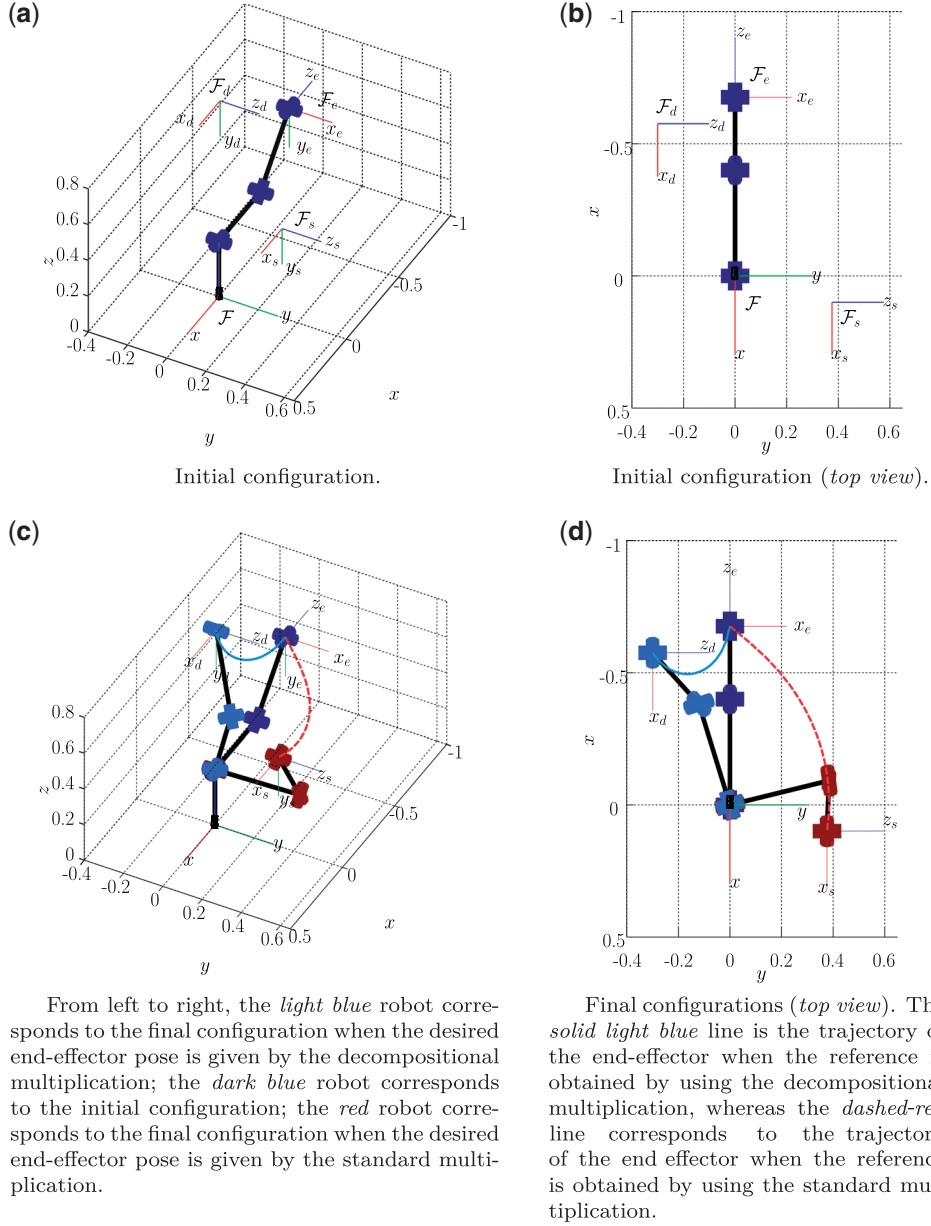 (a)
(b)
z_e
F_d
F_e
z_d
x_d
x_e
y_d
y_e
0.8
0.6
0.4
0.2
0
z
F_s
z_s
x_s
y_s
-1
-0.5
0
0.5
x
F
y
x
-0.4
-0.2
0
0.2
0.4
0.6
y
-1
z_e
F_e
x_e
F_d
z_d
-0.5
x_d
x
0
y
F
z_s
F_s
x
x_s
0.5
-0.4
-0.2
0
0.2
0.4
0.6
y
Initial configuration.
Initial configuration (top view).
(c)
(d)
z_e
z_d
x_d
x_e
y_d
y_e
0.8
0.6
0.4
0.2
0
z
z_s
x_s
-1
-0.5
0
0.5
x
y
x
-0.4
-0.2
0
0.2
0.4
0.6
y
-1
z_e
x_e
z_d
-0.5
x_d
x
0
y
z_s
x
x_s
0.5
-0.4
-0.2
0
0.2
0.4
0.6
y
From left to right, the light blue robot corre-
sponds to the final configuration when the desired
end-effector pose is given by the decompositional
multiplication; the dark blue robot corresponds
to the initial configuration; the red robot corre-
sponds to the final configuration when the desired
end-effector pose is given by the standard multi-
plication.
Final configurations (top view). Th
solid light blue line is the trajectory o
the end-effector when the reference i
obtained by using the decompositiona
multiplication, whereas the dashed-re
line corresponds to the trajector
of the end effector when the referenc
is obtained by using the standard mu
tiplication.